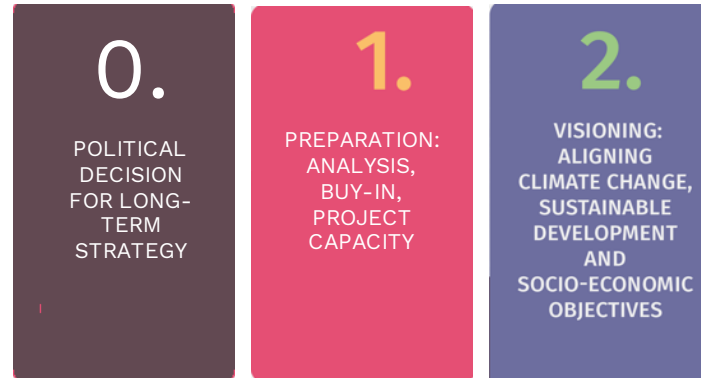 0.
POLITICAL
DECISION
FOR LONG-
TERM
STRATEGY
1.
PREPARATION:
ANALYSIS,
BUY-IN,
PROJECT
CAPACITY
2.
VISIONING:
ALIGNING
CLIMATE CHANGE,
SUSTAINABLE
DEVELOPMENT
AND
SOCIO-ECONOMIC
OBJECTIVES